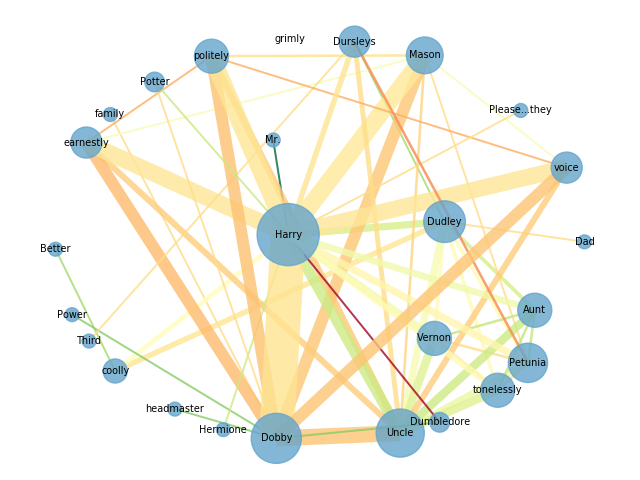 grimly
Dursleys
Mason
politely
Potter
Please...they
family
earnestly
Mr.
voice
Dudley
Harry
Dad
Better
Aunt
Power
Third
Vernon
Petunia
coolly
tonelessly
headmaster
Dumbledore
Hermione
Uncle
Dobby